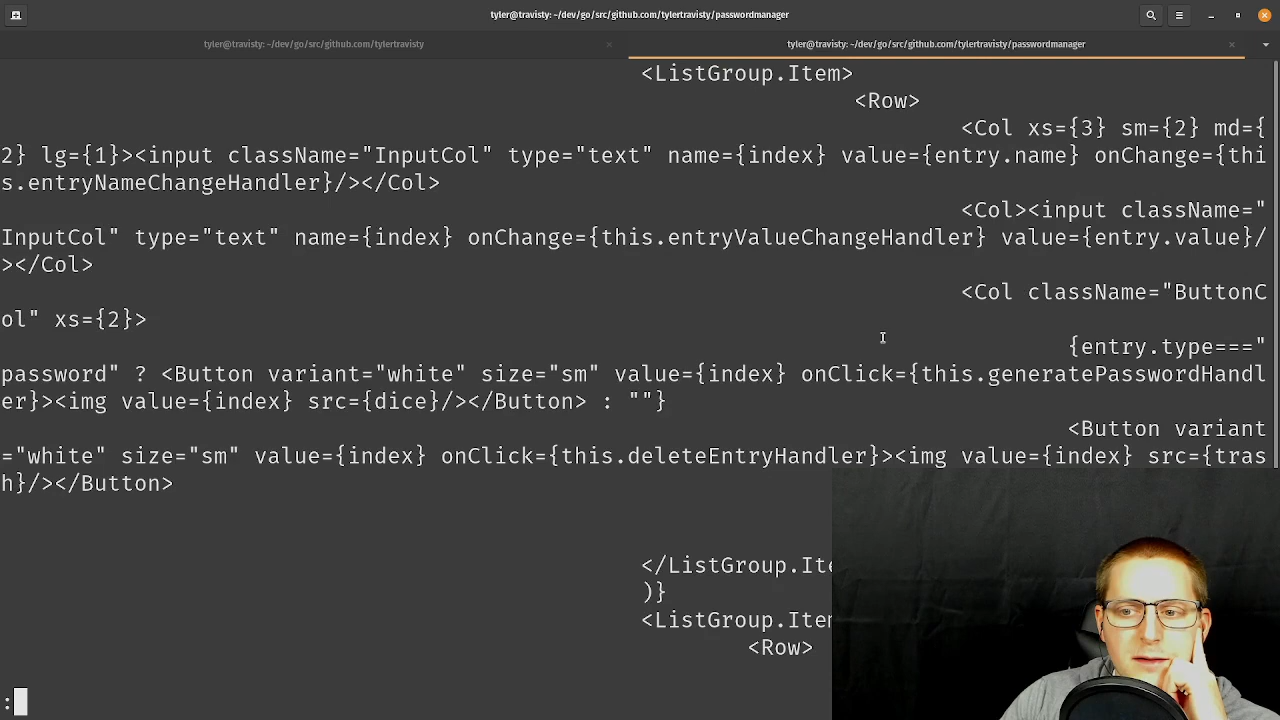 tyler@travisty: ~/dev/go/src/github.com/tylertravisty/passwordmanager
tyler@travisty: ~/dev/go/src/github.com/tylertravisty
tyler@travisty: ~/dev/go/src/github.com/tylertravisty/passwordmanager
<ListGroup.Item>
<Row>
<Col xs={3} sm={2} md={
2} lg={1}><input className="InputCol" type="text" name={index} value={entry.name} onChange={thi
s.entryNameChangeHandler}/></Col>
<Col><input className="
InputCol" type="text" name={index} onChange={this.entryValueChangeHandler} value={entry.value}/
></Col>
<Col className="ButtonC
ol" xs={2}>
{entry.type==="
password" ? <Button variant="white" size="sm" value={index} onClick={this.generatePasswordHandl
er}><img value={index} src={dice}/></Button> : ""}
<Button variant
="white" size="sm" value={index} onClick={this.deleteEntryHandler}><img value={index} src={tras
h}/></Button>
</ListGroup.Ite
)}
<ListGroup.Item
<Row>
: